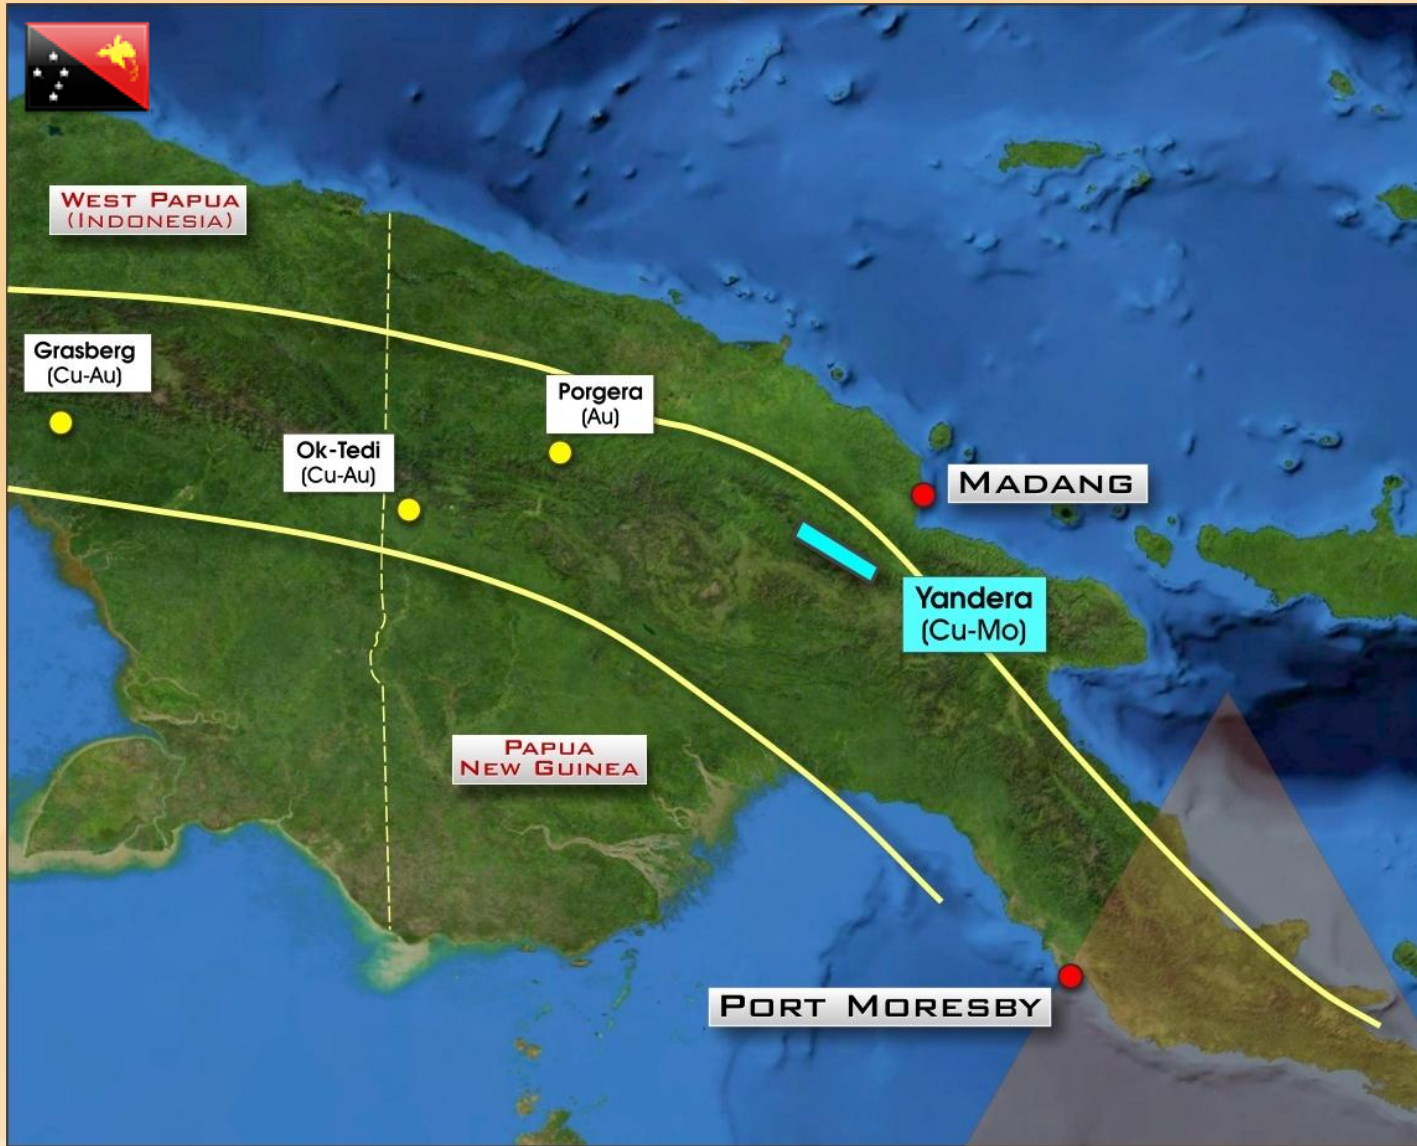 WEST PAPUA
(INDONESIA)
Grasberg
(Cu-Au)
Porgera
(Au)
Ok-Tedi
(Cu-Au)
MADANG
Yandera
(Cu-Mo)
PAPUA
NEW GUINEA
PORT MORESBY